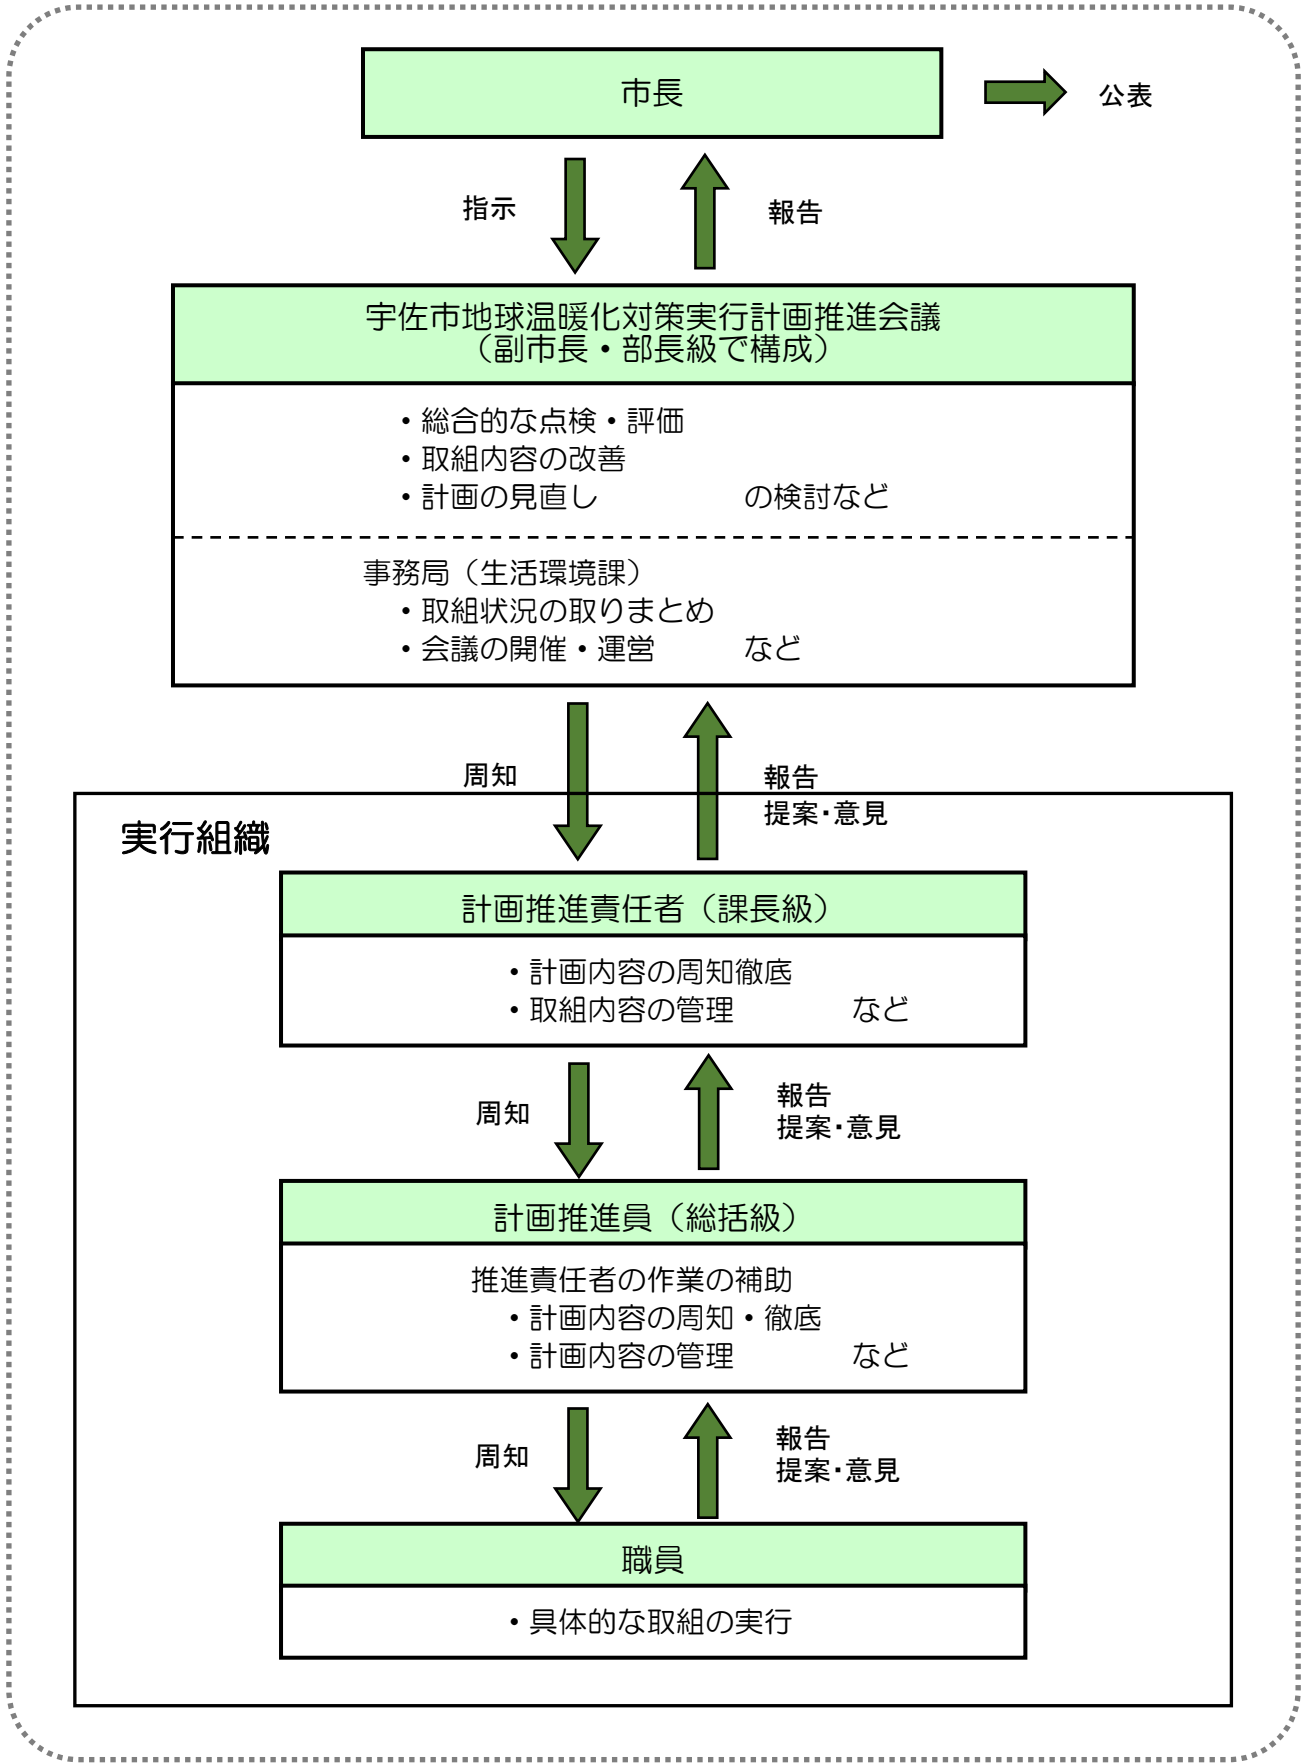 市長
公表
指示
報告
宇佐市地球温暖化対策実行計画推進会議
（副市長・部長級で構成）
・総合的な点検・評価
・取組内容の改善
・計画の見直し　　　　　の検討など
事務局（生活環境課）
・取組状況の取りまとめ
・会議の開催・運営　　　など
周知
報告
提案・意見
実行組織
計画推進責任者（課長級）
・計画内容の周知徹底
・取組内容の管理　　　　など
周知
報告
提案・意見
計画推進員（総括級）
推進責任者の作業の補助
・計画内容の周知・徹底
・計画内容の管理　　　　など
周知
報告
提案・意見
職員
・具体的な取組の実行